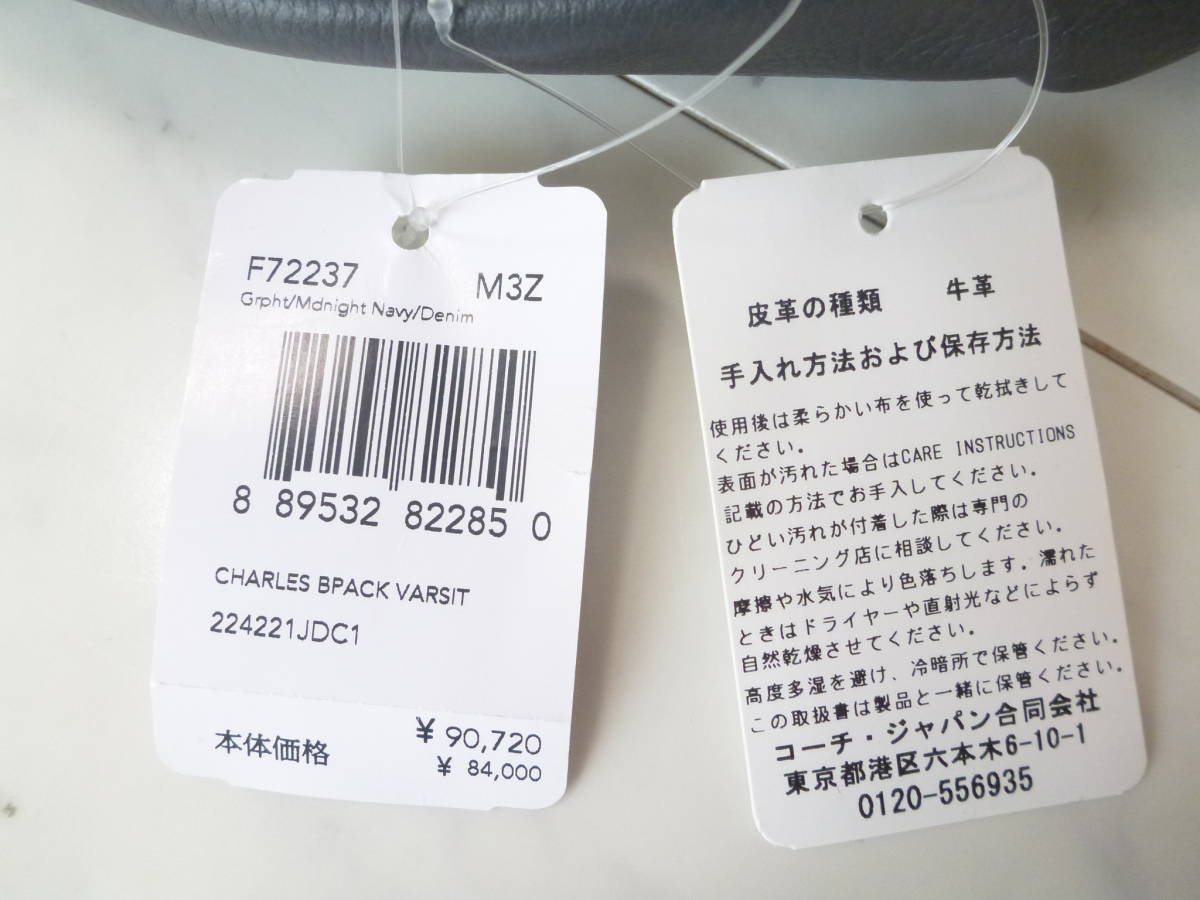 F72237 M3Z
Grpht/Mdnight Navy/Denim
8 89532 82285 0
CHARLES BPACK VARSIT
224221JDC1
¥ 90,720
本体価格 ¥ 84,000
皮革の種類 牛革
手入れ方法および保存方法
使用後は柔らかい布を使って乾拭きして
ください。
表面が汚れた場合はCARE INSTRUCTIONS
記載の方法でお手入してください。
ひどい汚れが付着した際は専門の
クリーニング店に相談してください。
摩擦や水気により色落ちします。濡れた
ときはドライヤーや直射光などによらず
自然乾燥させてください。
高度多湿を避け、冷暗所で保管ください。
この取扱書は製品と一緒に保管ください。
コーチ・ジャパン合同会社
東京都港区六本木6-10-1
0120-556935